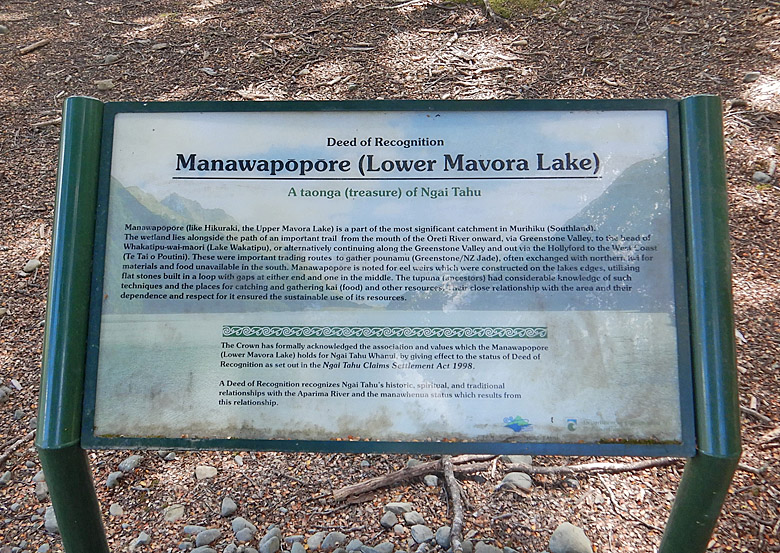 Deed of Recognition
Manawapōpōre (Lower Mavora Lake)
A taonga (treasure) of Ngai Tahu
Manawapōpōre (like Hikuraki, the Upper Mavora Lake) is a part of the most significant catchment in Murihiku (Southland).
The wetland lies alongside the path of an important trail from the mouth of the Oreti River onward, via Greenstone Valley, to the head of
Whakatipu-wai-maori (Lake Wakatipu), or alternatively continuing along the Greenstone Valley and out via the Hollyford to the West Coast
(Te Tai o Poutini). These were important trading routes to gather pounamu (Greenstone/NZ Jade), often exchanged with northern iwi for
materials and food unavailable in the south. Manawapōpōre is noted for eel weirs which were constructed on the lakes edges, utilising
flat stones built in a loop with gaps at either end and one in the middle. The tupuna (ancestors) had considerable knowledge of such
techniques and the places for catching and gathering kai (food) and other resources, their close relationship with the area and their
dependence and respect for it ensured the sustainable use of its resources.
The Crown has formally acknowledged the association and values which the Manawapopore
(Lower Mavora Lake) holds for Ngai Tahu Whanui, by giving effect to the status of Deed of
Recognition as set out in the Ngai Tahu Claims Settlement Act 1998.
A Deed of Recognition recognizes Ngai Tahu's historic, spiritual, and traditional
relationships with the Aparima River and the manawhenua status which results from
this relationship.